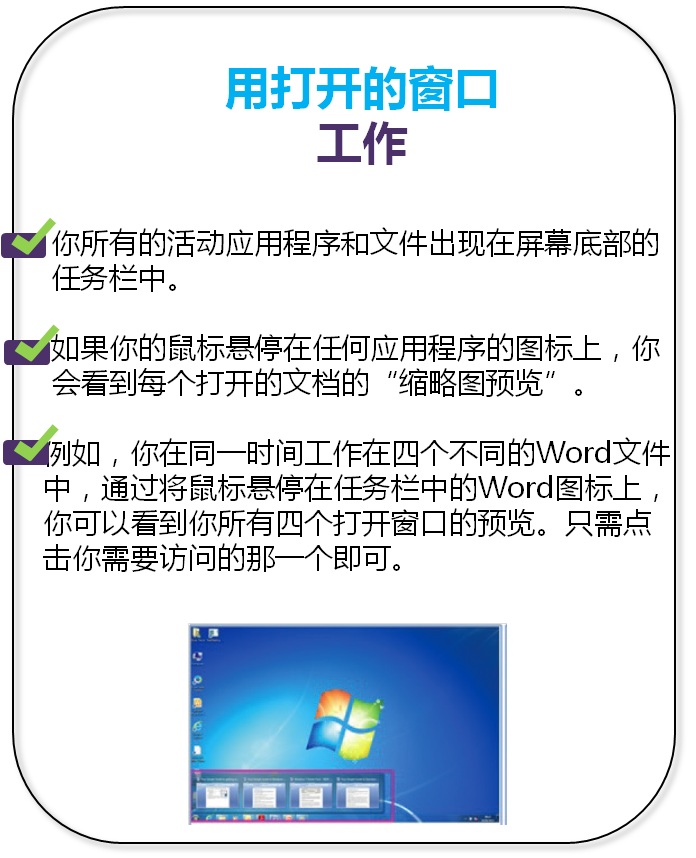 用打开的窗口
工作
你所有的活动应用程序和文件出现在屏幕底部的
任务栏中。
如果你的鼠标悬停在任何应用程序的图标上，你
会看到每个打开的文档的“缩略图预览”。
例如，你在同一时间工作在四个不同的Word文件
中，通过将鼠标悬停在任务栏中的Word图标上，
你可以看到你所有四个打开窗口的预览。只需点
击你需要访问的那一个即可。